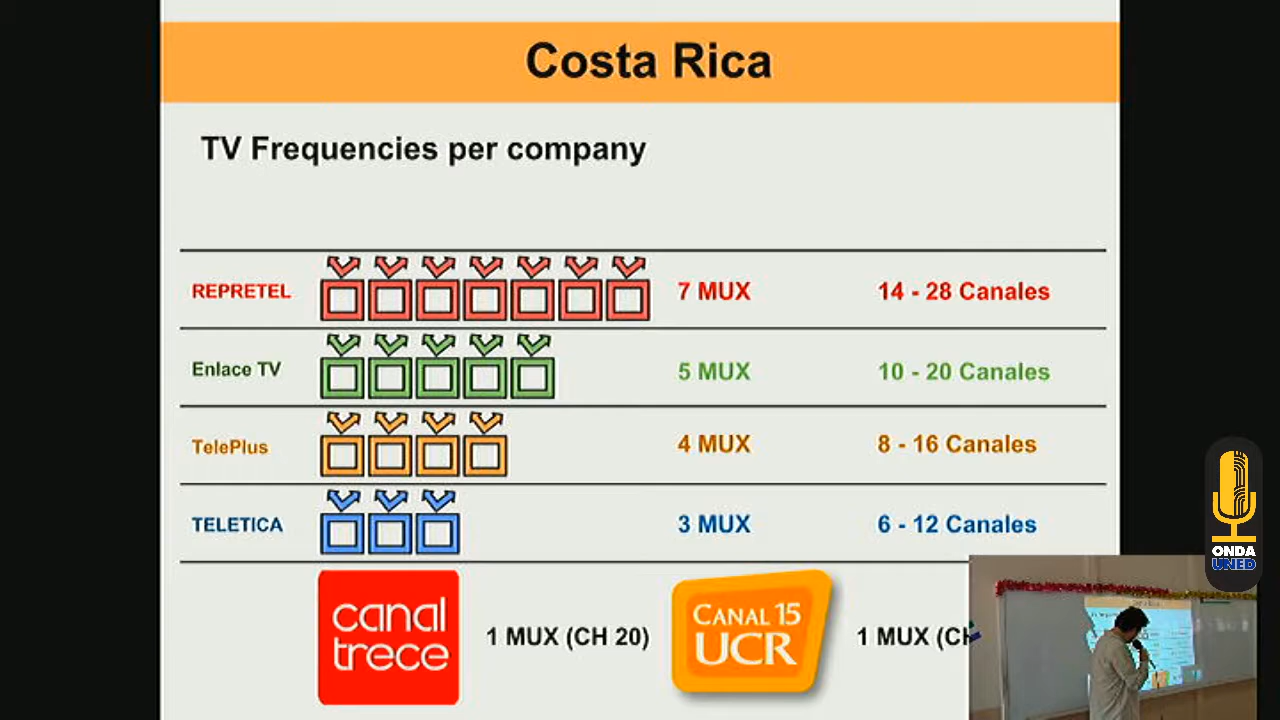 Costa Rica
TV Frequencies per company
REPRETEL 7 MUX 14 - 28 Canales
Enlace TV 5 MUX 10 - 20 Canales
TelePlus 4 MUX 8 - 16 Canales
TELETICA 3 MUX 6 - 12 Canales
canal
trece
1 MUX (CH 20)
CANAL 15
UCR
1 MUX (CH
ONDA
UNED